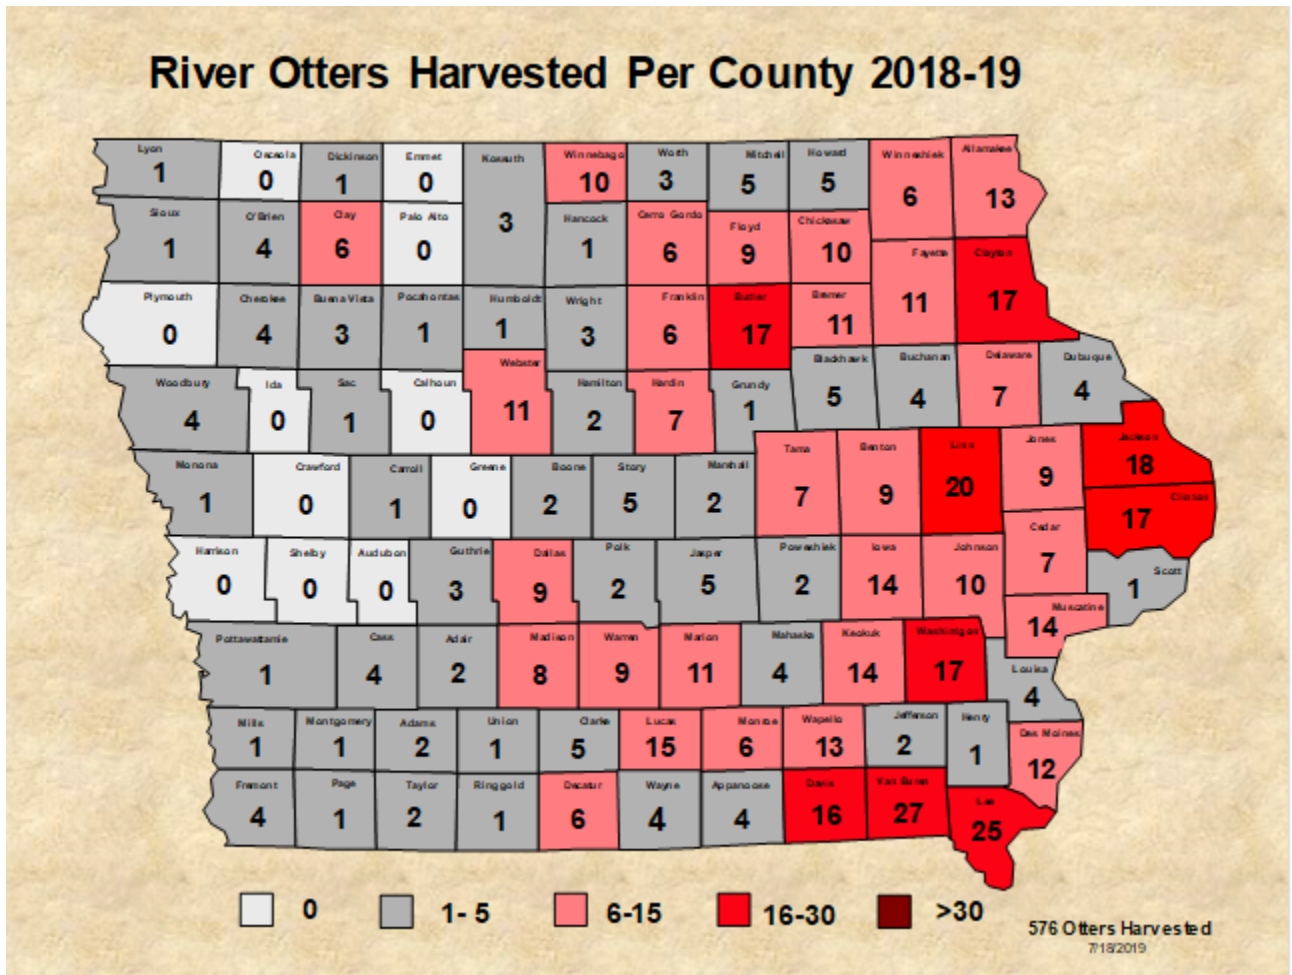 River Otters Harvested Per County 2018-19
Lyon Osceola Dickinson Emmet Kossuth Winnebago Worth Mitchell Howard Winneshiek Allamakee
1 0 1 0 3 10 3 5 5 6 13
Sioux O'Brien Clay Palo Alto Hancock Cerro Gordo Floyd Chickasaw Fayette Clayton
1 4 6 0 1 6 9 10 11 17
Plymouth Cherokee Buena Vista Pocahontas Humboldt Wright Franklin Butler Bremer
0 4 3 1 1 3 6 17 11
Woodbury Ida Sac Calhoun Webster Hamilton Hardin Grundy Blackhawk Buchanan Delaware Dubuque
4 0 1 0 11 2 7 1 5 4 7 4
Monona Crawford Carroll Greene Boone Story Marshall Tama Benton Linn Jones Jackson
1 0 1 0 2 5 2 7 9 20 9 18
Clinton
17
Harrison Shelby Audubon Guthrie Dallas Polk Jasper Poweshiek Iowa Johnson Cedar Scott
0 0 0 3 9 2 5 2 14 10 7 1
Pottawattamie Cass Adair Madison Warren Marion Mahaska Keokuk Washington Muscatine
1 4 2 8 9 11 4 14 17 14
Louisa
4
Mills Montgomery Adams Union Clarke Lucas Monroe Wapello Jefferson Henry Des Moines
1 1 2 1 5 15 6 13 2 1 12
Fremont Page Taylor Ringgold Decatur Wayne Appanoose Davis Van Buren Lee
4 1 2 1 6 4 4 16 27 25
0 1- 5 6-15 16-30 >30
576 Otters Harvested
7/18/2019